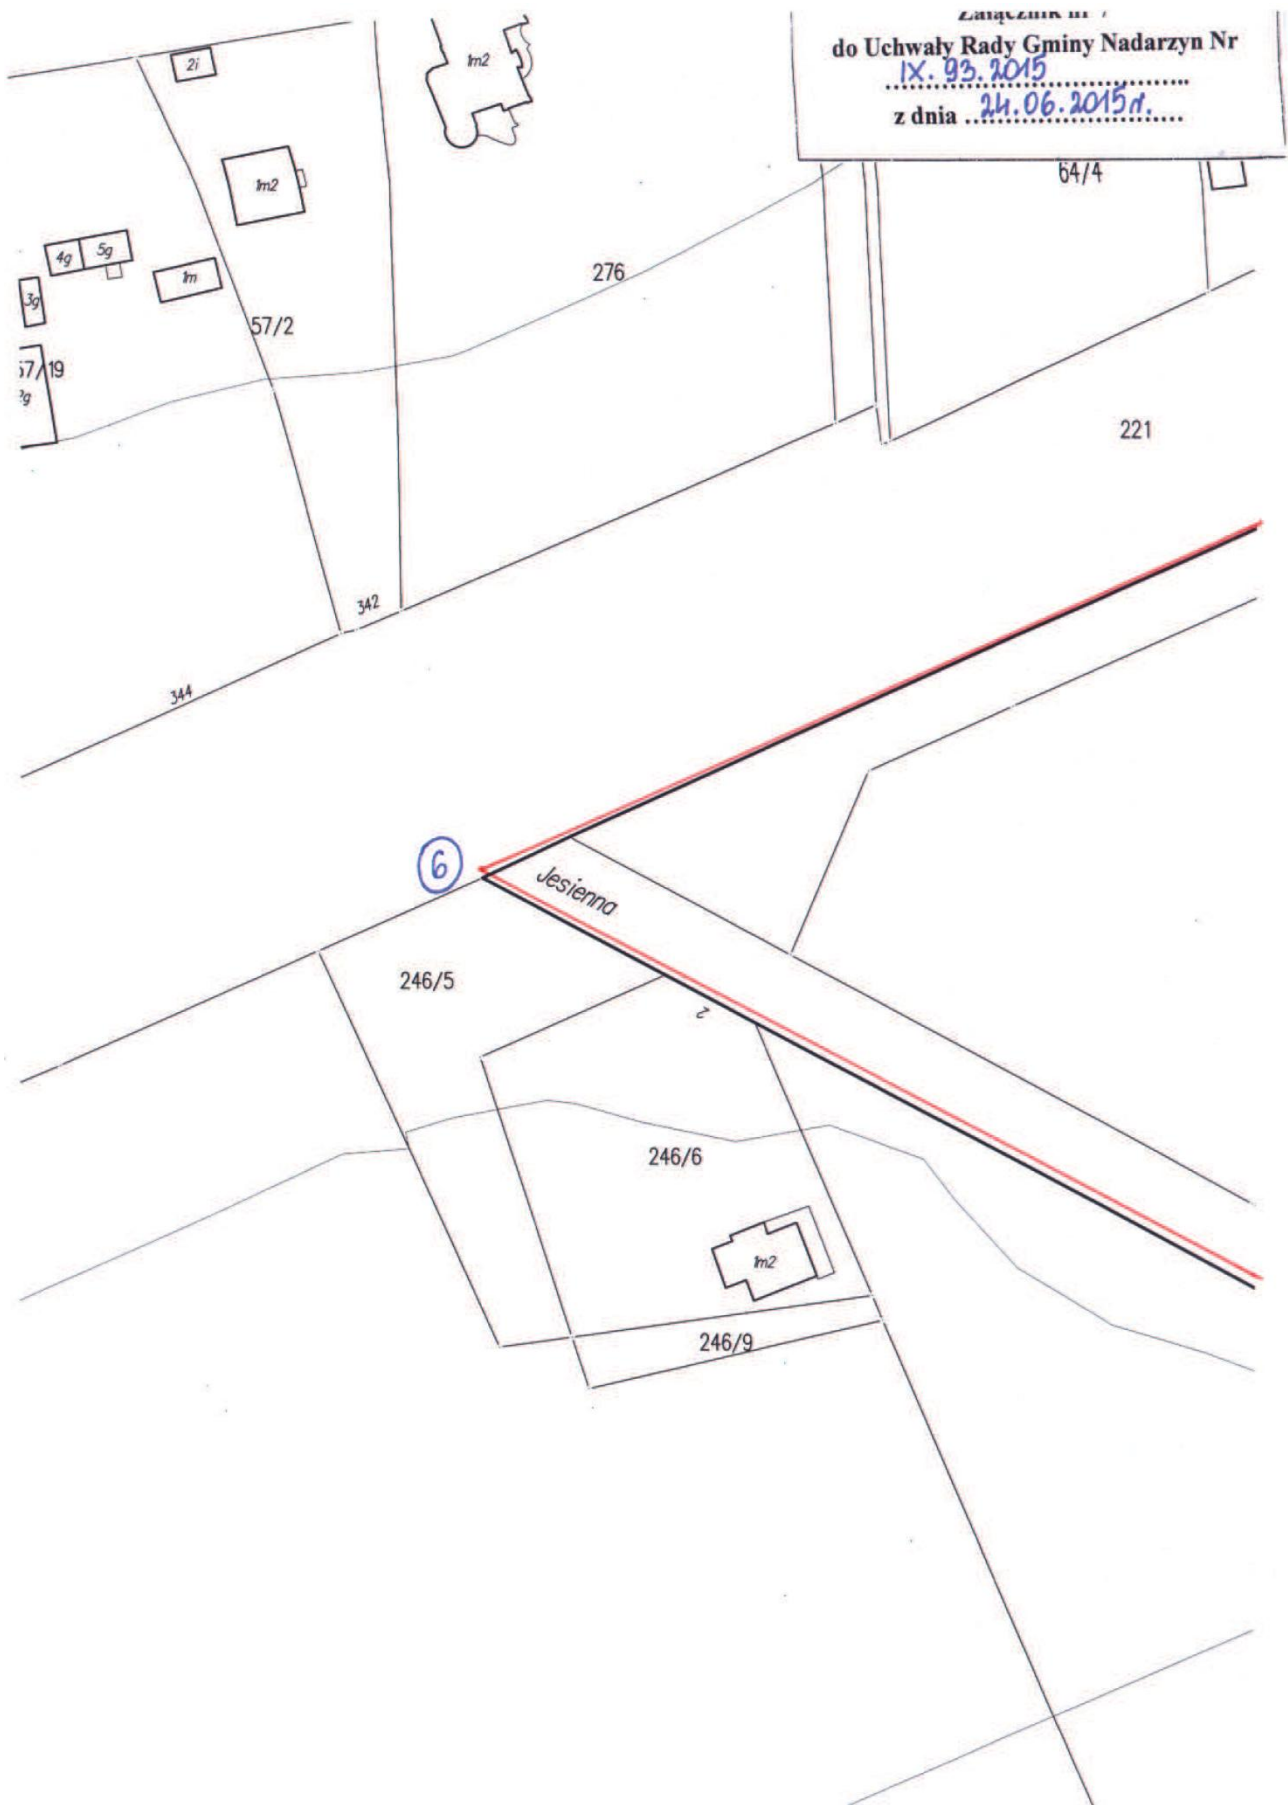 do Uchwały Rady Gminy Nadarzyn Nr
IX. 93. 2015
z dnia 24.06.2015r.
2i
1m2
1m2
64/4
4g 5g
1m
3g
276
57/2
57/19
221
342
344
6
Jesienna
246/5
2
246/6
1m2
246/9